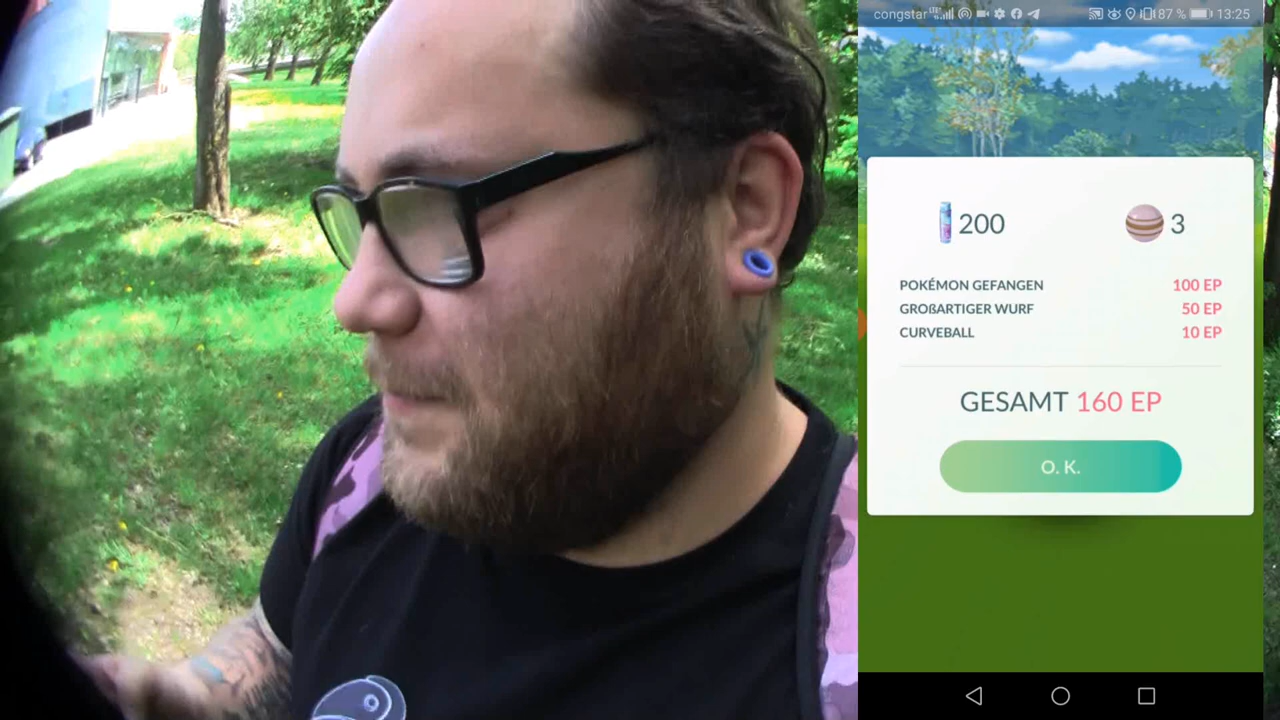 congstar 87 % 13:25
200 3
POKÉMON GEFANGEN 100 EP
GROßARTIGER WURF 50 EP
CURVEBALL 10 EP
GESAMT 160 EP
O. K.